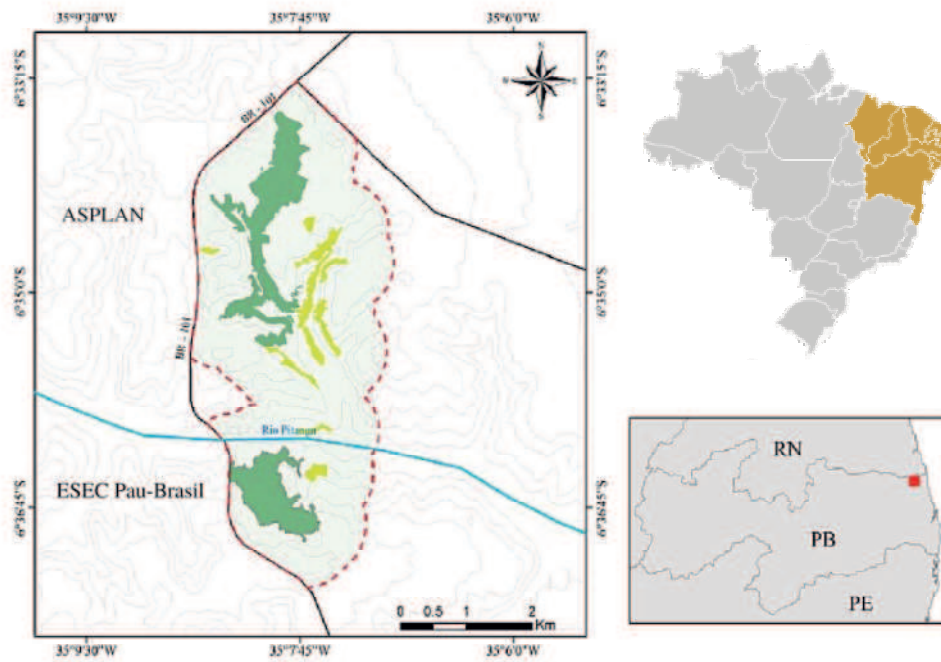 35°9'30"W 35°7'45"W 35°6'0"W
6°33'15"S 6°33'15"S
N
BR - 101
ASPLAN
6°35'0"S 6°35'0"S
BR - 101
Rio Pitanga
ESEC Pau-Brasil
6°36'45"S 6°36'45"S
0 0.5 1 2
Km
35°9'30"W 35°7'45"W 35°6'0"W
RN
PB
PE